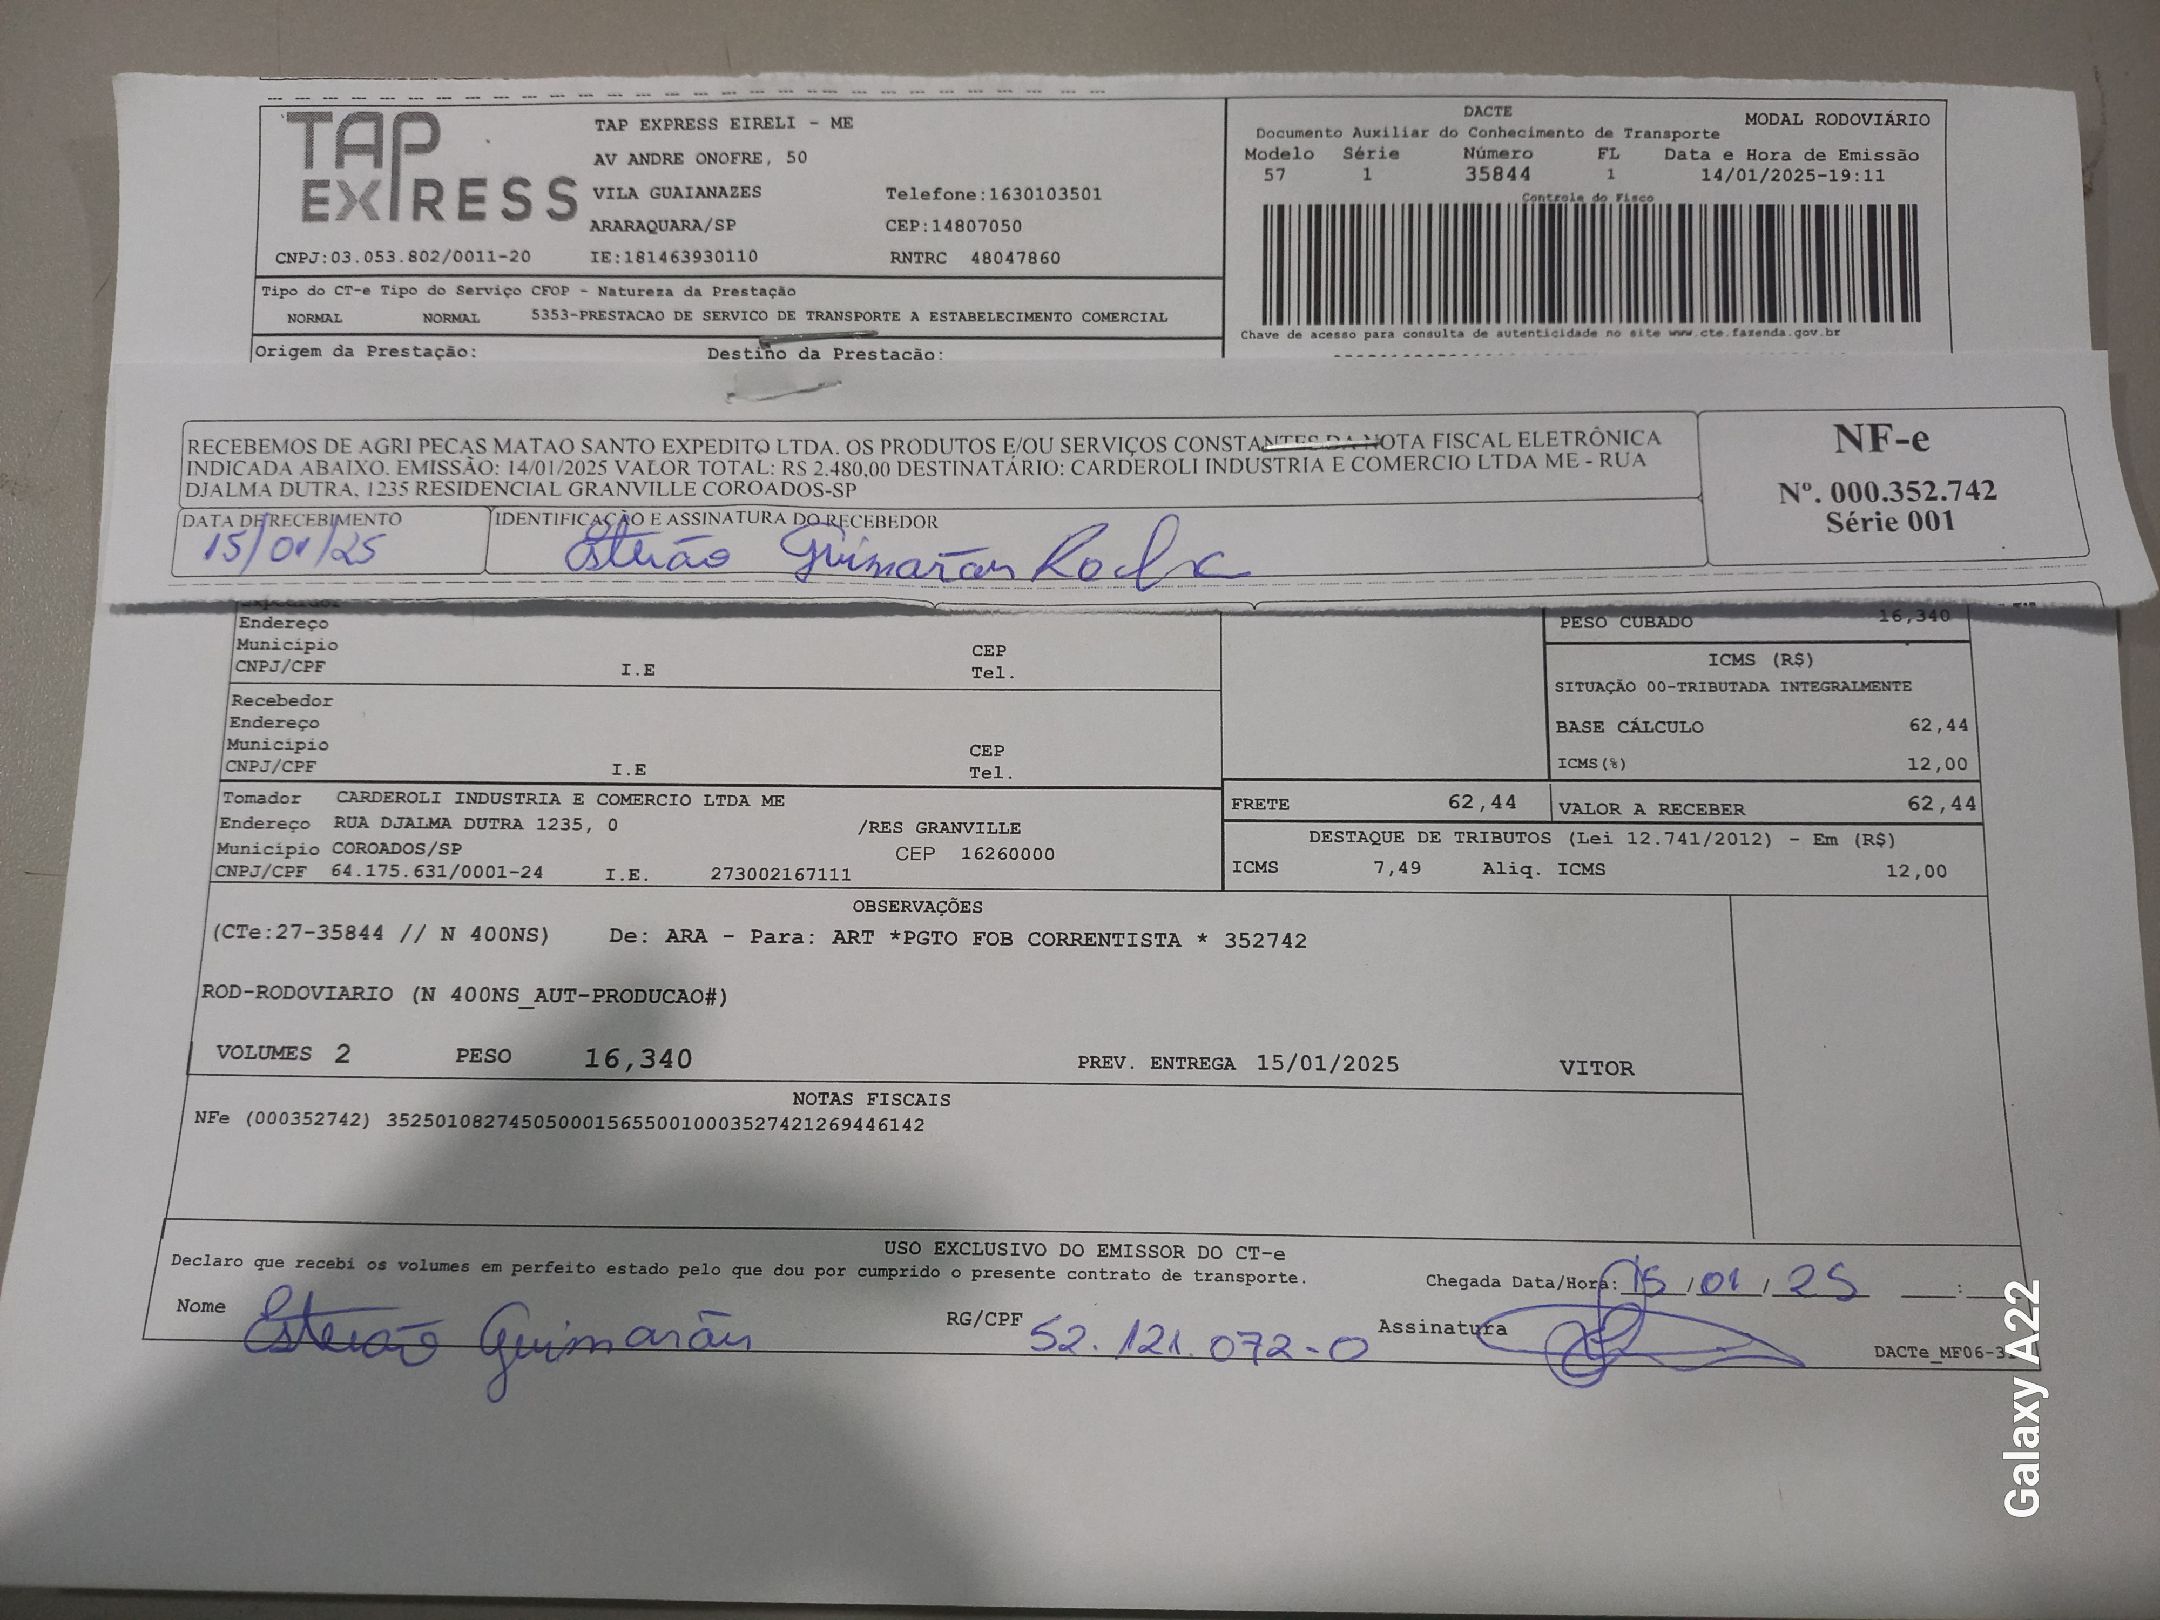 TAP EXPRESS
TAP EXPRESS EIRELI - ME
AV ANDRE ONOFRE, 50
VILA GUAIANAZES Telefone:1630103501
ARARAQUARA/SP CEP:14807050
CNPJ:03.053.802/0011-20 IE:181463930110 RNTRC 48047860
DACTE MODAL RODOVIÁRIO
Documento Auxiliar do Conhecimento de Transporte
Modelo Série Número FL Data e Hora de Emissão
57 1 35844 1 14/01/2025-19:11
Controle do Fisco
Chave de acesso para consulta de autenticidade no site www.cte.fazenda.gov.br
Tipo do CT-e Tipo do Serviço CFOP - Natureza da Prestação
NORMAL NORMAL 5353-PRESTACAO DE SERVICO DE TRANSPORTE A ESTABELECIMENTO COMERCIAL
Origem da Prestação: Destino da Prestacão:
RECEBEMOS DE AGRI PECAS MATAO SANTO EXPEDITO LTDA. OS PRODUTOS E/OU SERVIÇOS CONSTANTES DA NOTA FISCAL ELETRÔNICA
INDICADA ABAIXO. EMISSÃO: 14/01/2025 VALOR TOTAL: R$ 2.480,00 DESTINATÁRIO: CARDEROLI INDUSTRIA E COMERCIO LTDA ME - RUA
DJALMA DUTRA, 1235 RESIDENCIAL GRANVILLE COROADOS-SP
NF-e
Nº. 000.352.742
Série 001
DATA DE RECEBIMENTO IDENTIFICAÇÃO E ASSINATURA DO RECEBEDOR
15/01/25 Estevão Guimarães Rocha
Expedidor
Endereço
Município CEP
CNPJ/CPF I.E Tel.
Recebedor
Endereço
Município CEP
CNPJ/CPF I.E Tel.
PESO CUBADO 16,340
ICMS (R$)
SITUAÇÃO 00-TRIBUTADA INTEGRALMENTE
BASE CÁLCULO 62,44
ICMS(%) 12,00
Tomador CARDEROLI INDUSTRIA E COMERCIO LTDA ME
Endereço RUA DJALMA DUTRA 1235, 0 /RES GRANVILLE
Município COROADOS/SP CEP 16260000
CNPJ/CPF 64.175.631/0001-24 I.E. 273002167111
FRETE 62,44 VALOR A RECEBER 62,44
DESTAQUE DE TRIBUTOS (Lei 12.741/2012) - Em (R$)
ICMS 7,49 Aliq. ICMS 12,00
OBSERVAÇÕES
(CTe:27-35844 // N 400NS) De: ARA - Para: ART *PGTO FOB CORRENTISTA * 352742
ROD-RODOVIARIO (N 400NS_AUT-PRODUCAO#)
VOLUMES 2 PESO 16,340 PREV. ENTREGA 15/01/2025 VITOR
NOTAS FISCAIS
NFe (000352742) 35250108274505000156550010003527421269446142
USO EXCLUSIVO DO EMISSOR DO CT-e
Declaro que recebi os volumes em perfeito estado pelo que dou por cumprido o presente contrato de transporte.
Chegada Data/Hora: 15/01/25 :
Nome Estevão Guimarães RG/CPF 52.121.072-0 Assinatura
DACTe_MF06-3
Galaxy A22